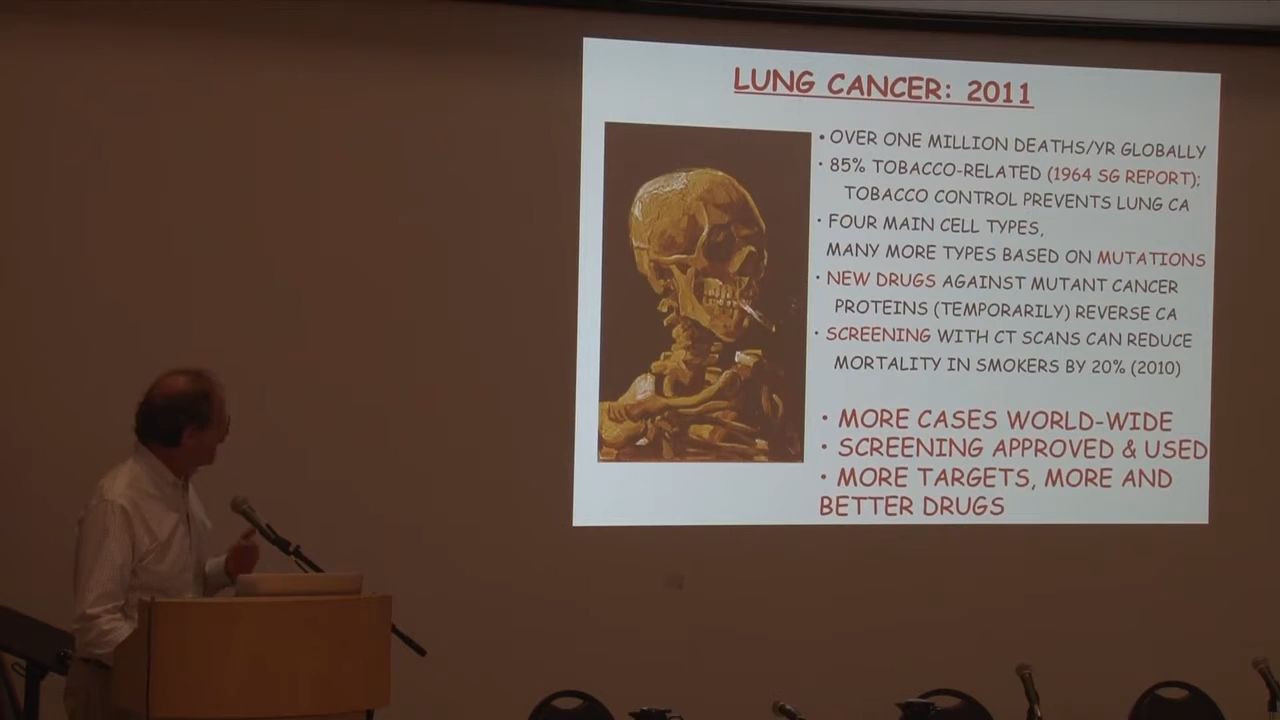 LUNG CANCER: 2011
• OVER ONE MILLION DEATHS/YR GLOBALLY
• 85% TOBACCO-RELATED (1964 SG REPORT);
TOBACCO CONTROL PREVENTS LUNG CA
• FOUR MAIN CELL TYPES,
MANY MORE TYPES BASED ON MUTATIONS
• NEW DRUGS AGAINST MUTANT CANCER
PROTEINS (TEMPORARILY) REVERSE CA
• SCREENING WITH CT SCANS CAN REDUCE
MORTALITY IN SMOKERS BY 20% (2010)
• MORE CASES WORLD-WIDE
• SCREENING APPROVED & USED
• MORE TARGETS, MORE AND
BETTER DRUGS